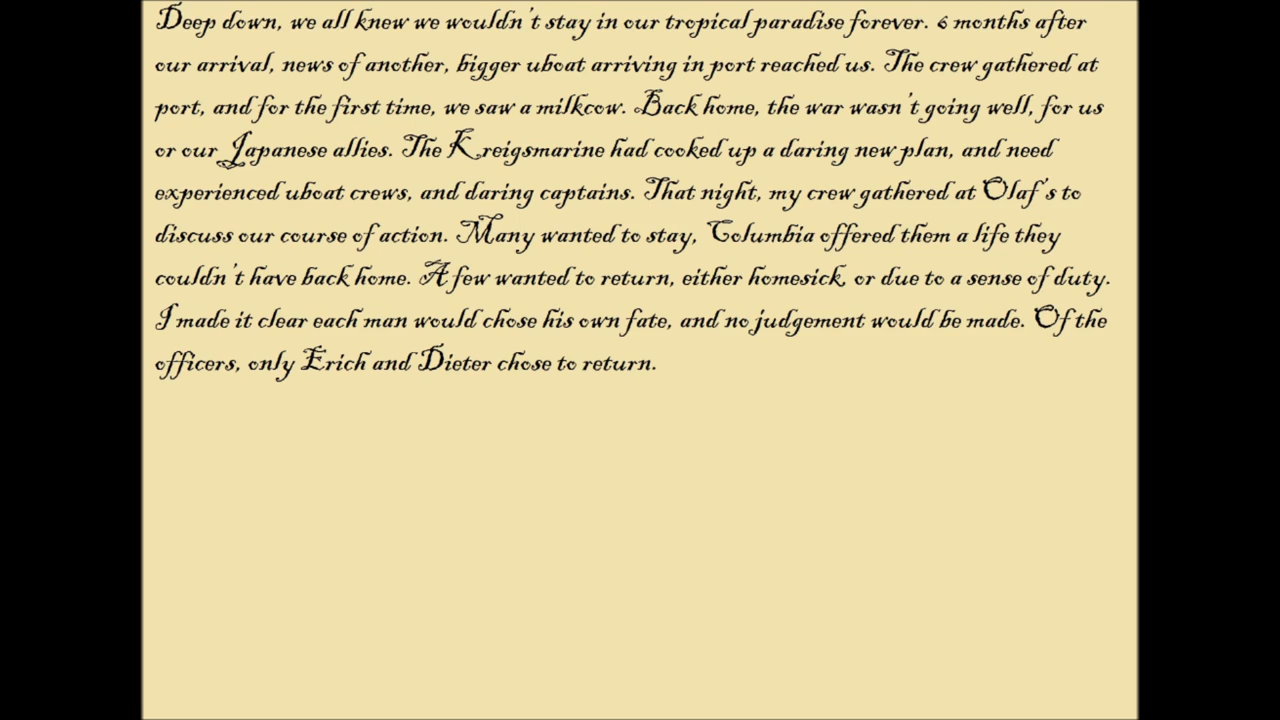 Deep down, we all knew we wouldn't stay in our tropical paradise forever. 6 months after
our arrival, news of another, bigger uboat arriving in port reached us. The crew gathered at
port, and for the first time, we saw a milkcow. Back home, the war wasn't going well, for us
or our Japanese allies. The Kreigsmarine had cooked up a daring new plan, and need
experienced uboat crews, and daring captains. That night, my crew gathered at Olaf's to
discuss our course of action. Many wanted to stay, Columbia offered them a life they
couldn't have back home. A few wanted to return, either homesick, or due to a sense of duty.
I made it clear each man would chose his own fate, and no judgement would be made. Of the
officers, only Erich and Dieter chose to return.